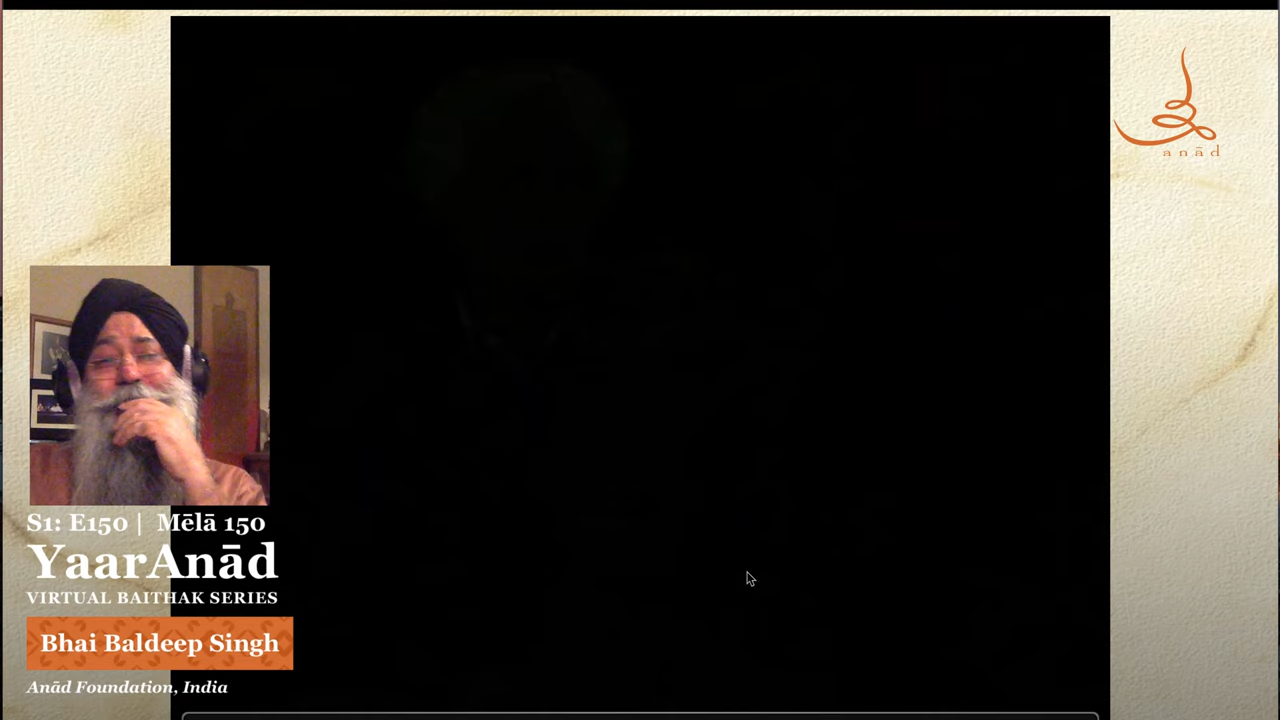 anād
S1: E150 | Mēlā 150
YaarAnād
VIRTUAL BAITHAK SERIES
Bhai Baldeep Singh
Anād Foundation, India